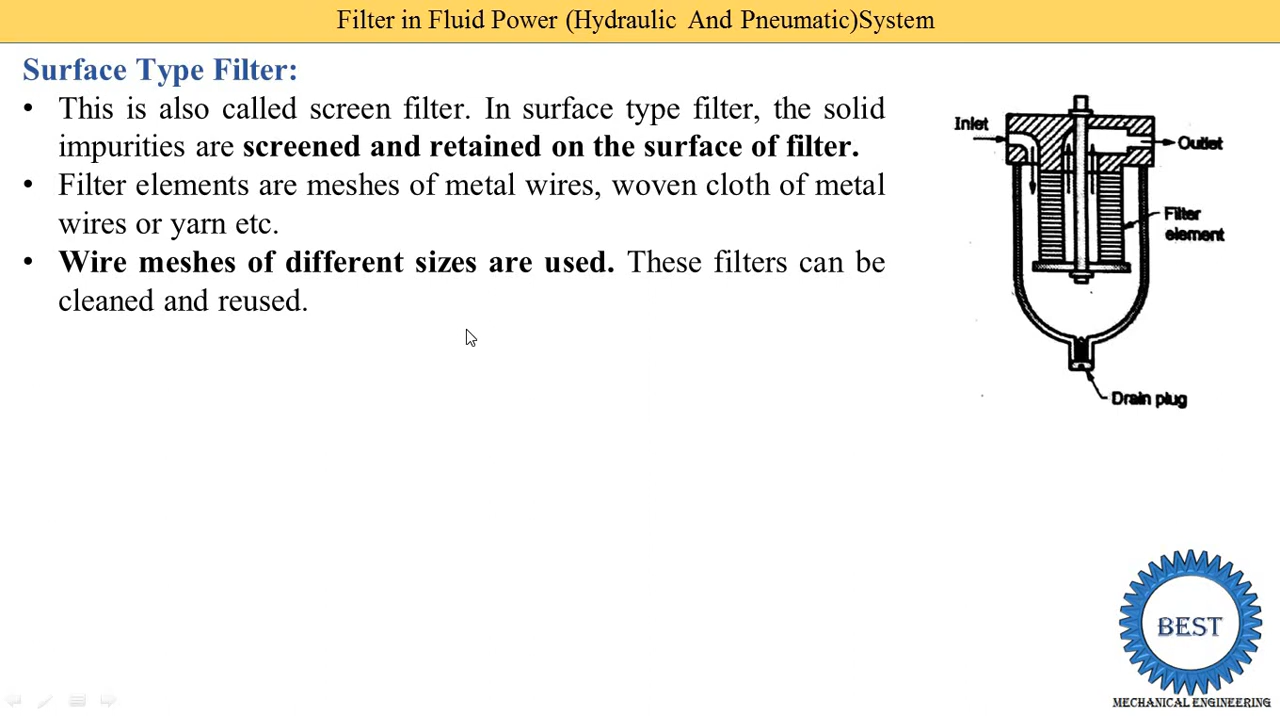 Filter in Fluid Power (Hydraulic And Pneumatic)System
Surface Type Filter:
• This is also called screen filter. In surface type filter, the solid
impurities are screened and retained on the surface of filter.
• Filter elements are meshes of metal wires, woven cloth of metal
wires or yarn etc.
• Wire meshes of different sizes are used. These filters can be
cleaned and reused.
Inlet
Outlet
Filter
element
Drain plug
BEST
MECHANICAL ENGINEERING